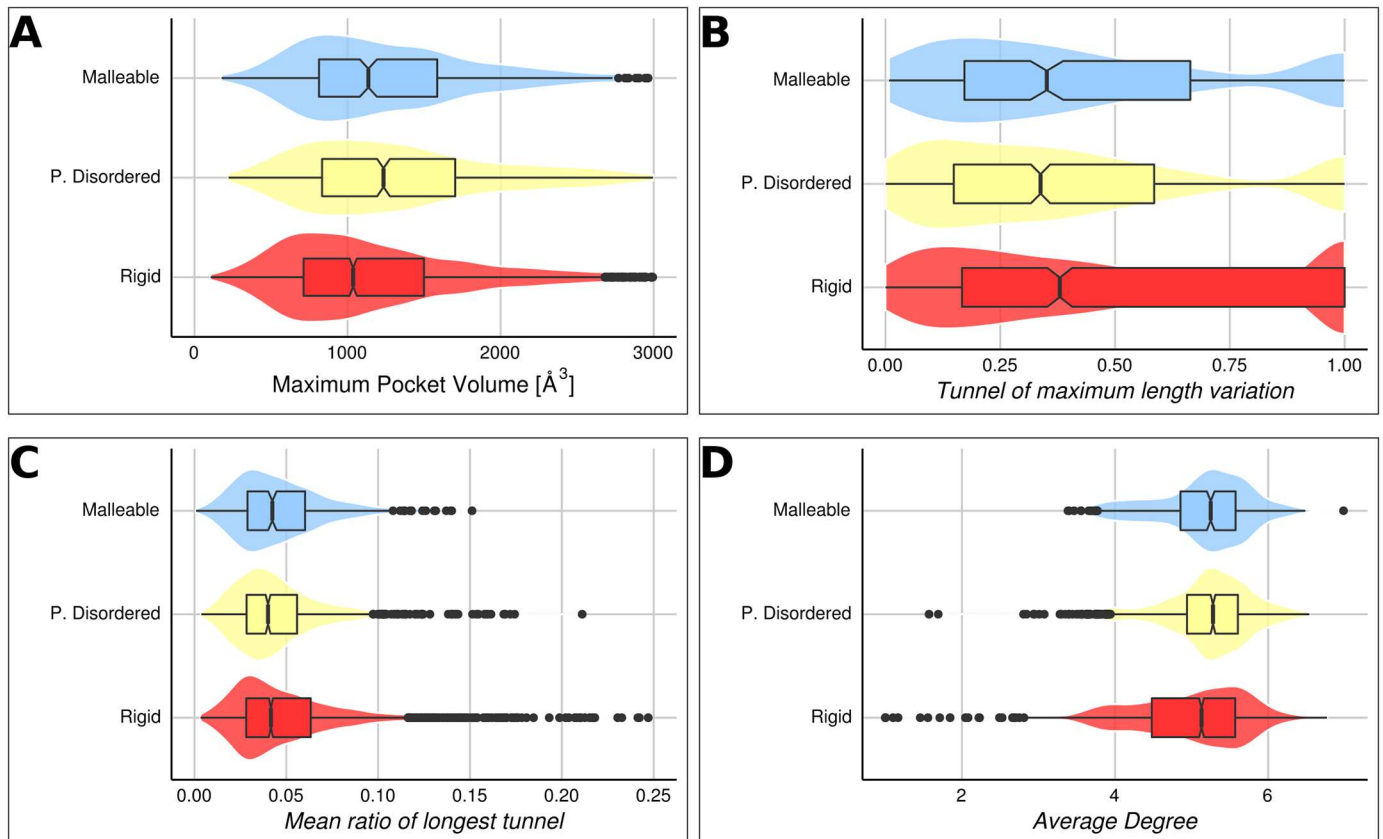 A
Malleable
P. Disordered
Rigid
0 1000 2000 3000
Maximum Pocket Volume [Å³]
B
Malleable
P. Disordered
Rigid
0.00 0.25 0.50 0.75 1.00
Tunnel of maximum length variation
C
Malleable
P. Disordered
Rigid
0.00 0.05 0.10 0.15 0.20 0.25
Mean ratio of longest tunnel
D
Malleable
P. Disordered
Rigid
2 4 6
Average Degree